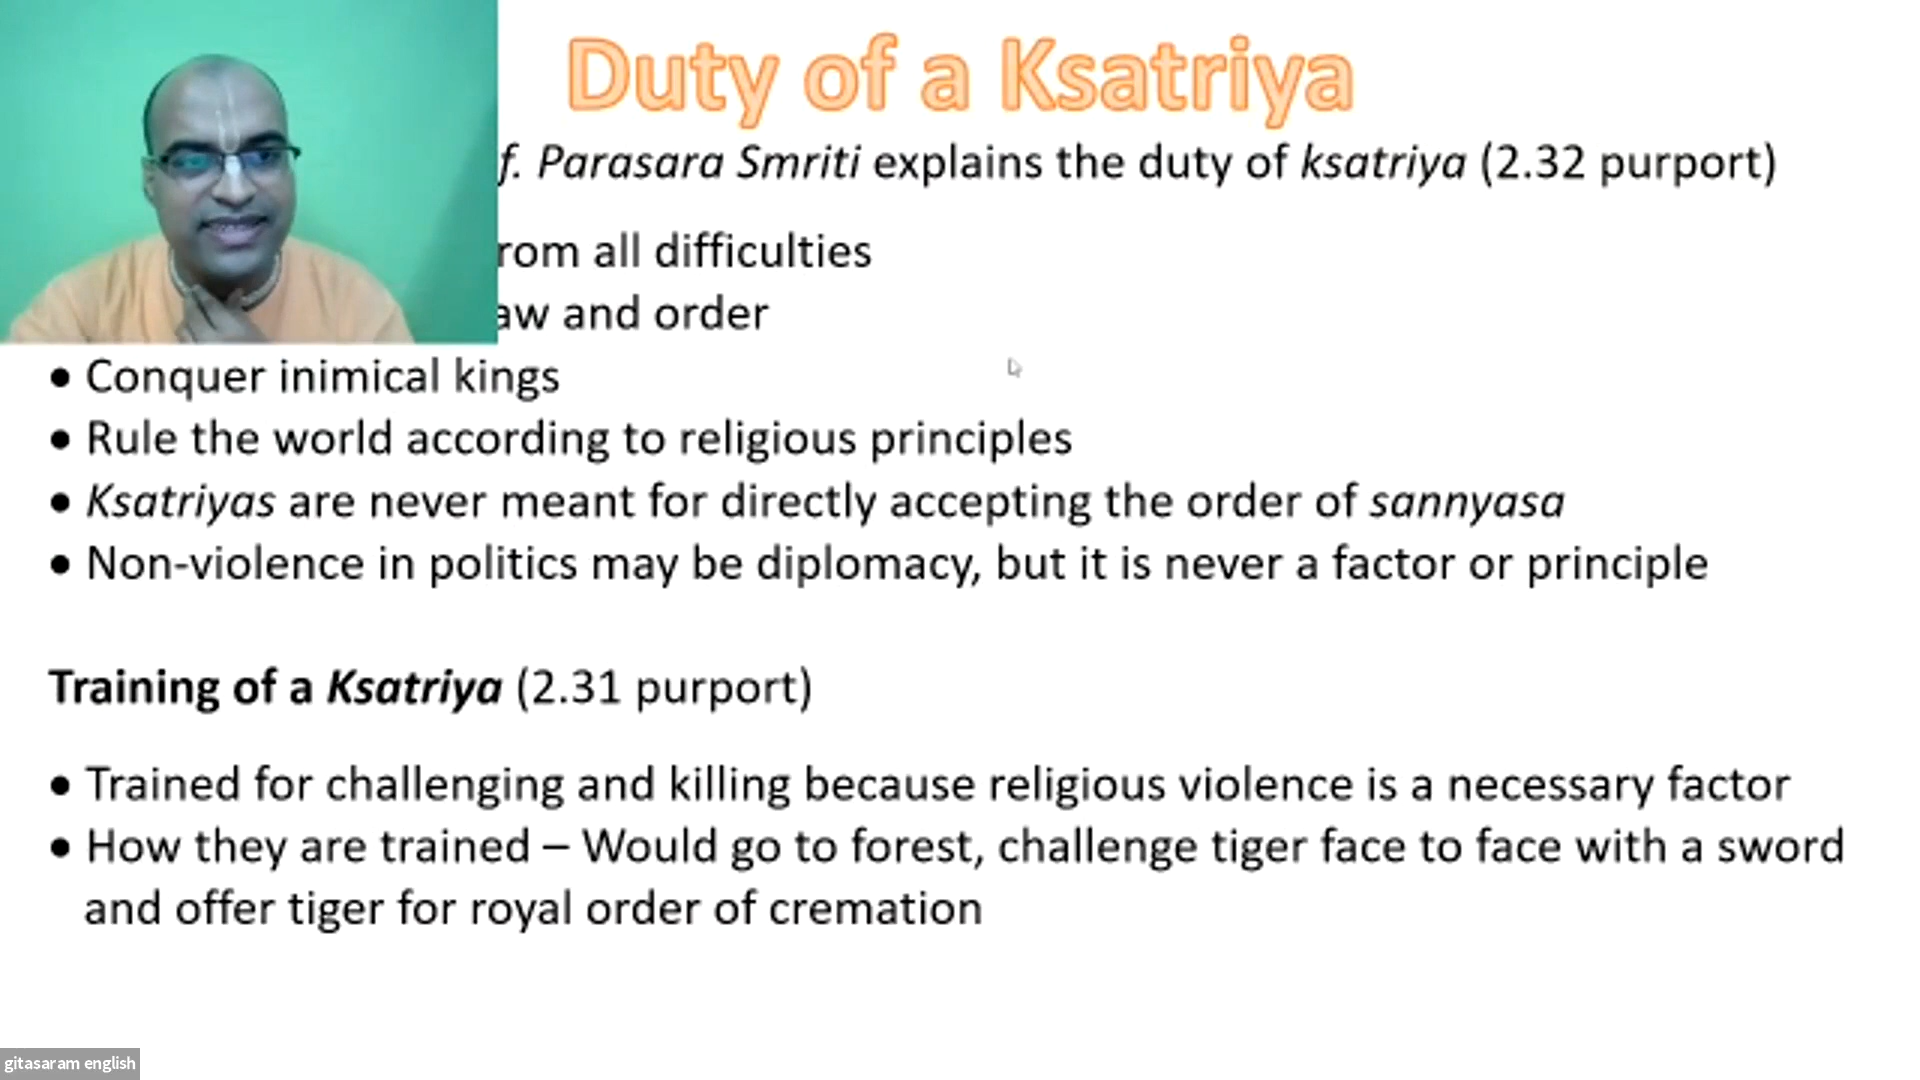 Duty of a Ksatriya
f. Parasara Smriti explains the duty of ksatriya (2.32 purport)
all difficulties
and order
• Conquer inimical kings
• Rule the world according to religious principles
• Ksatriyas are never meant for directly accepting the order of sannyasa
• Non-violence in politics may be diplomacy, but it is never a factor or principle
Training of a Ksatriya (2.31 purport)
• Trained for challenging and killing because religious violence is a necessary factor
• How they are trained – Would go to forest, challenge tiger face to face with a sword
and offer tiger for royal order of cremation
gitasaram english